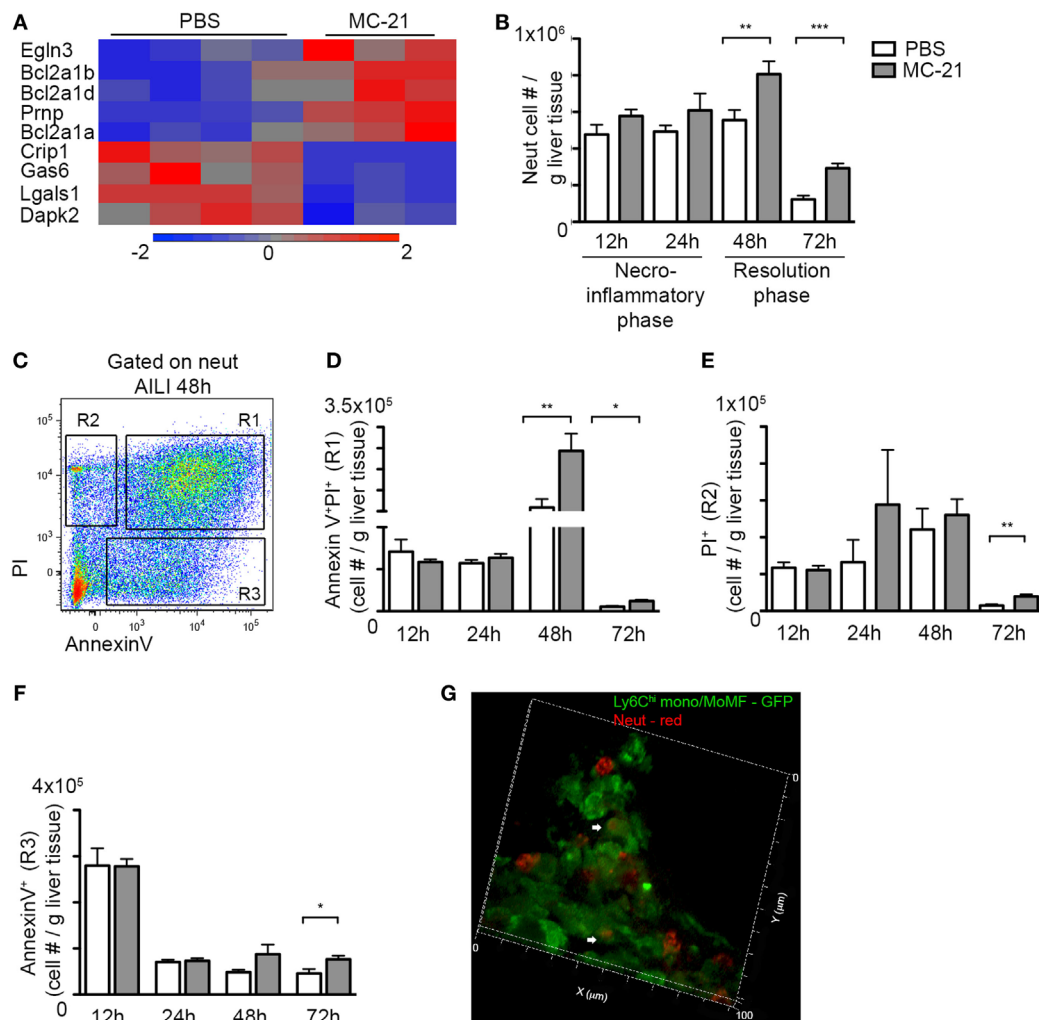 A
PBS MC-21
Egln3
Bcl2a1b
Bcl2a1d
Prnp
Bcl2a1a
Crip1
Gas6
Lgals1
Dapk2
-2 0 2
B
1x10⁶
Neut cell # /
g liver tissue
0
** ***
PBS
MC-21
12h 24h 48h 72h
Necro-
inflammatory
phase
Resolution
phase
C
Gated on neut
AILI 48h
R2 R1
R3
10⁵
10⁴
10³
0
PI
0 10³ 10⁴ 10⁵
AnnexinV
D
3.5x10⁵
Annexin V⁺PI⁺ (R1)
(cell # / g liver tissue)
0
** *
12h 24h 48h 72h
E
1x10⁵
PI⁺ (R2)
(cell # / g liver tissue)
0
**
12h 24h 48h 72h
F
4x10⁵
AnnexinV⁺ (R3)
(cell # / g liver tissue)
0
*
12h 24h 48h 72h
G
Ly6Cʰⁱ mono/MoMF - GFP
Neut - red
0
Y (µm)
0
X (µm)
100